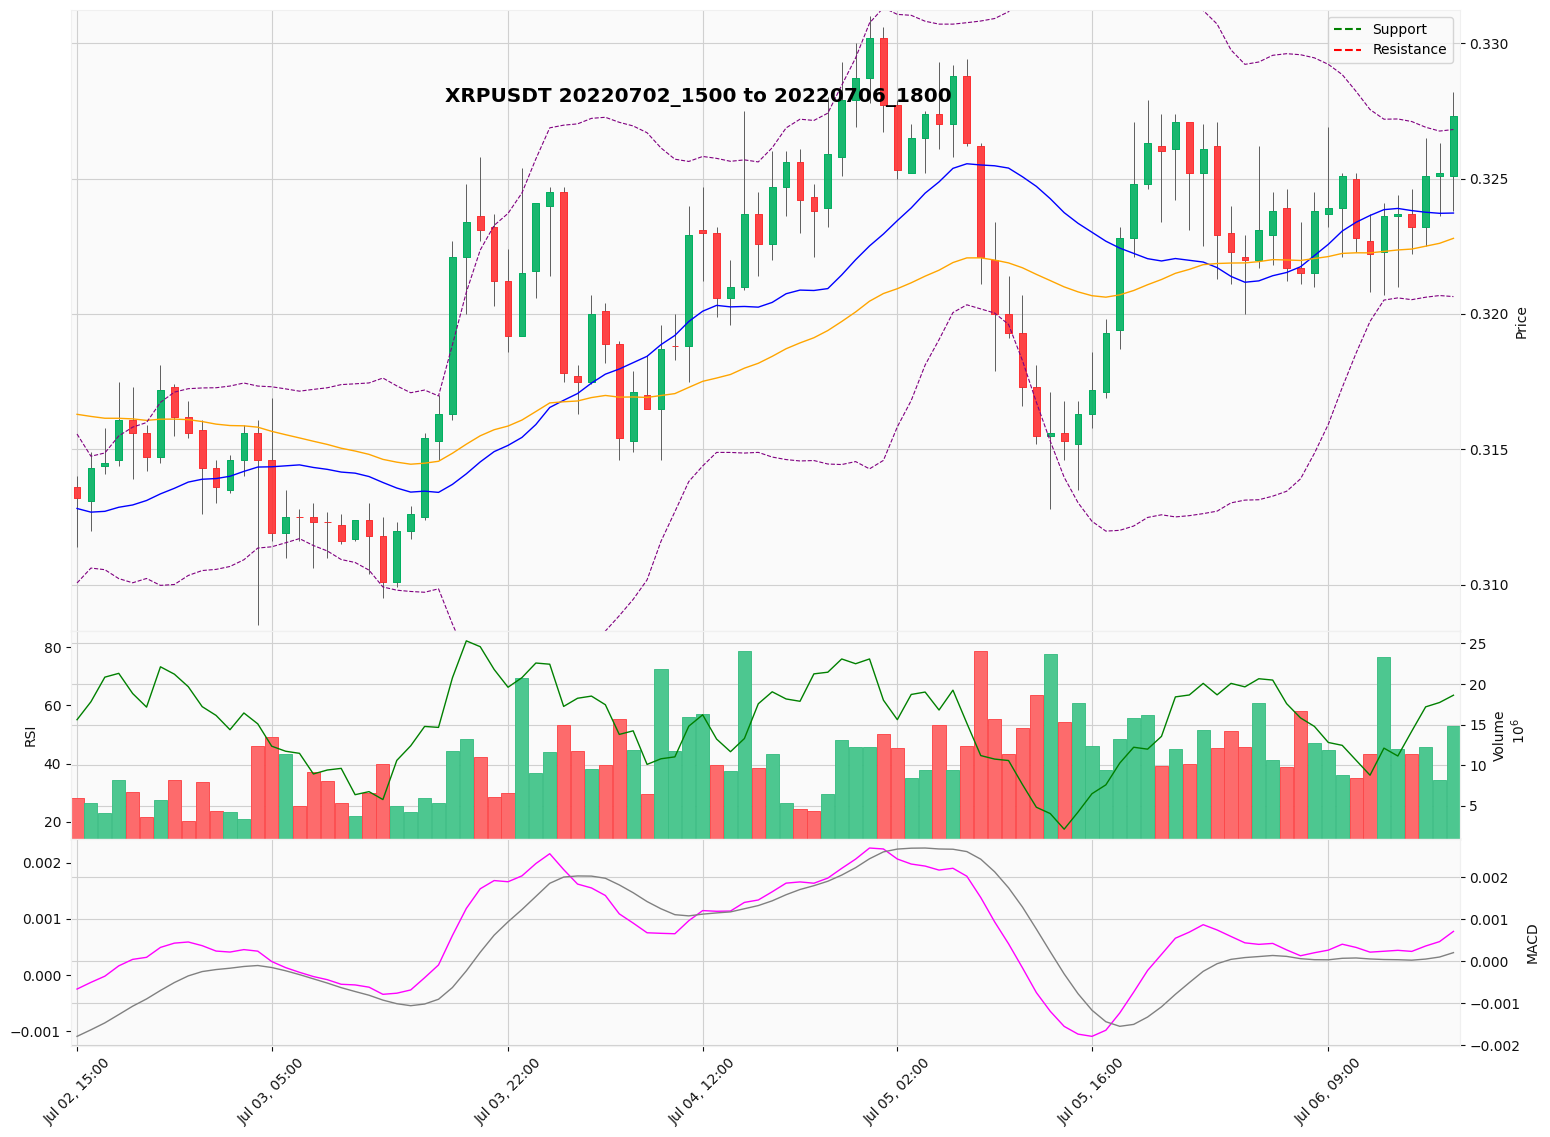 XRPUSDT 20220702_1500 to 20220706_1800
Support
Resistance
0.330
0.325
0.320
0.315
0.310
Price
80
60
40
20
RSI
25
20
15
10
5
Volume
10^6
0.002
0.001
0.000
−0.001
0.002
0.001
0.000
−0.001
−0.002
MACD
Jul 02, 15:00
Jul 03, 05:00
Jul 03, 22:00
Jul 04, 12:00
Jul 05, 02:00
Jul 05, 16:00
Jul 06, 09:00